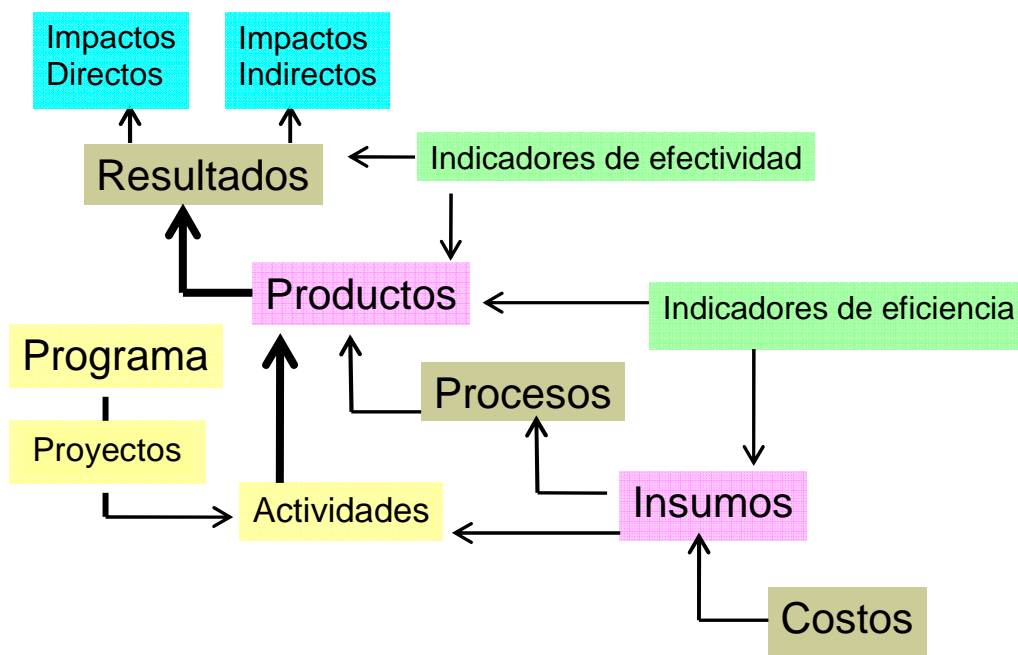 Impactos
Directos
Impactos
Indirectos
Indicadores de efectividad
Resultados
Productos
Indicadores de eficiencia
Programa
Procesos
Proyectos
Actividades
Insumos
Costos